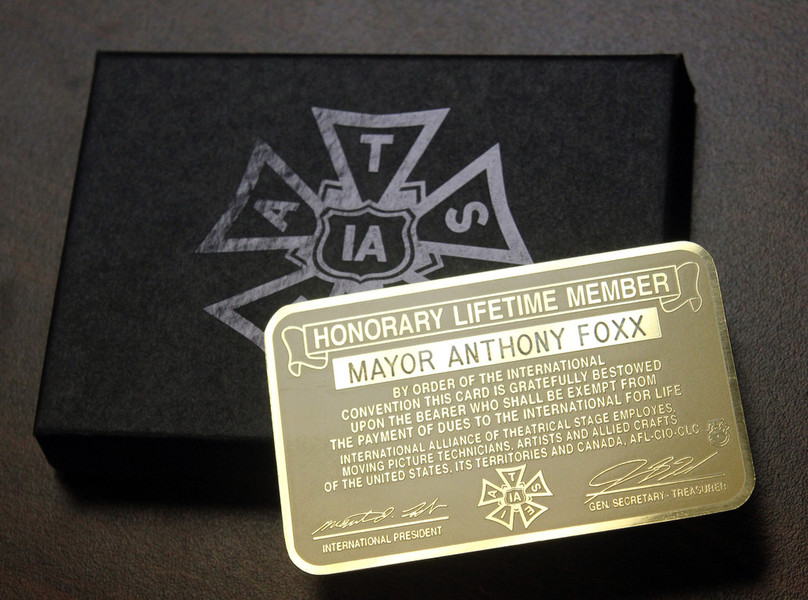 T
A
S
IA
HONORARY LIFETIME MEMBER
MAYOR ANTHONY FOXX
BY ORDER OF THE INTERNATIONAL
CONVENTION THIS CARD IS GRATEFULLY BESTOWED
UPON THE BEARER WHO SHALL BE EXEMPT FROM
THE PAYMENT OF DUES TO THE INTERNATIONAL FOR LIFE
INTERNATIONAL ALLIANCE OF THEATRICAL STAGE EMPLOYES,
MOVING PICTURE TECHNICIANS, ARTISTS AND ALLIED CRAFTS
OF THE UNITED STATES, ITS TERRITORIES AND CANADA, AFL-CIO-CLC
T
A S
IA
I E
INTERNATIONAL PRESIDENT
GEN. SECRETARY-TREASURER